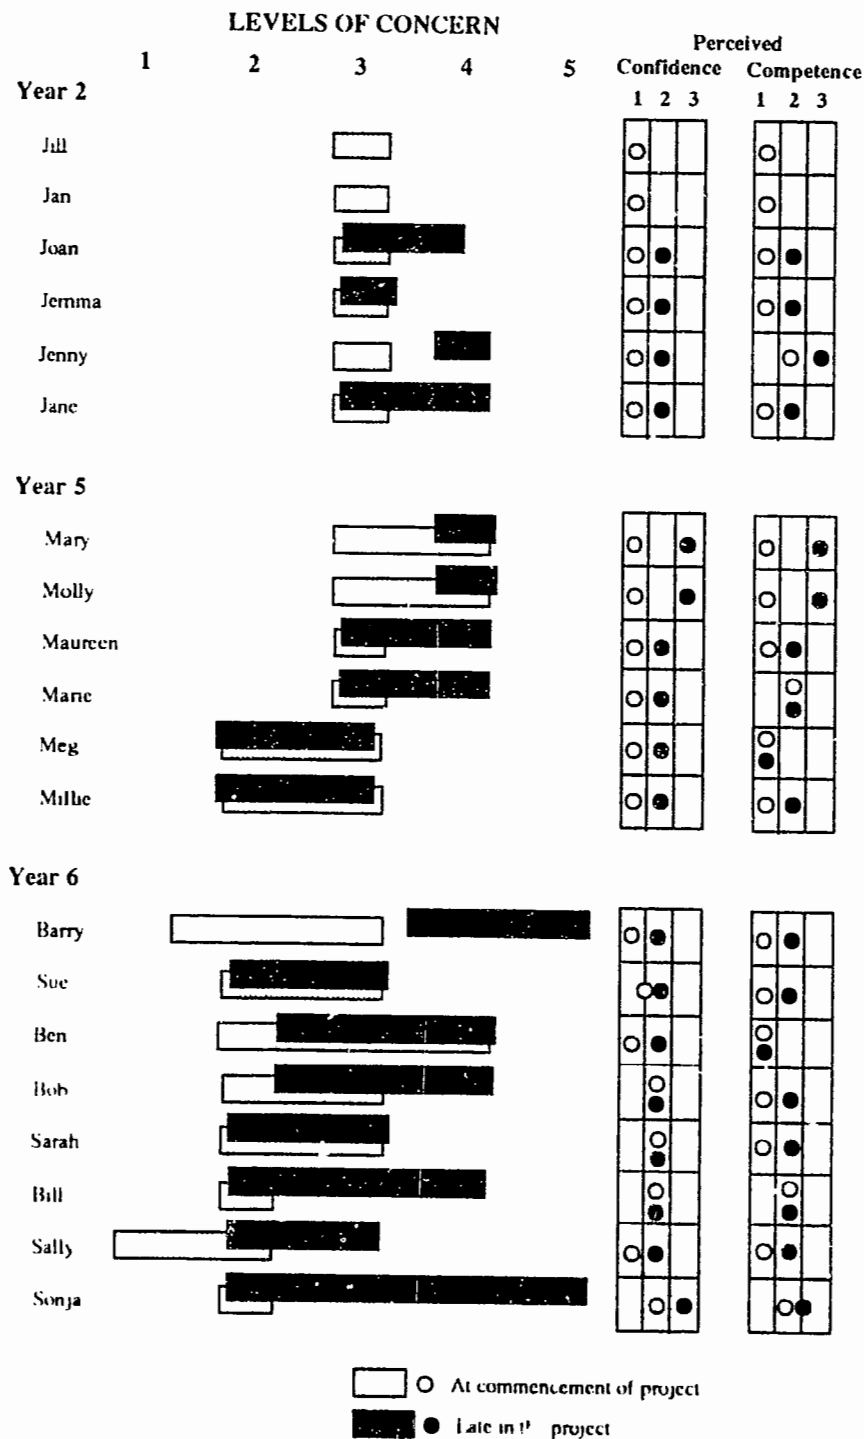 LEVELS OF CONCERN
Perceived
1 2 3 4 5 Confidence Competence
Year 2 1 2 3 1 2 3
Jill
Jan
Joan
Jemma
Jenny
Jane
Year 5
Mary
Molly
Maureen
Marie
Meg
Millie
Year 6
Barry
Sue
Ben
Bob
Sarah
Bill
Sally
Sonja
At commencement of project
Late in project